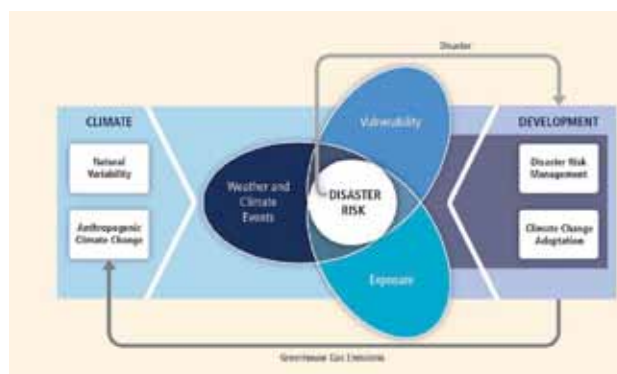 Disaster
CLIMATE
DEVELOPMENT
Vulnerability
Natural
Variability
Disaster Risk
Management
Weather and
Climate
Events
DISASTER
RISK
Anthropogenic
Climate Change
Climate Change
Adaptation
Exposure
Greenhouse Gas Emissions